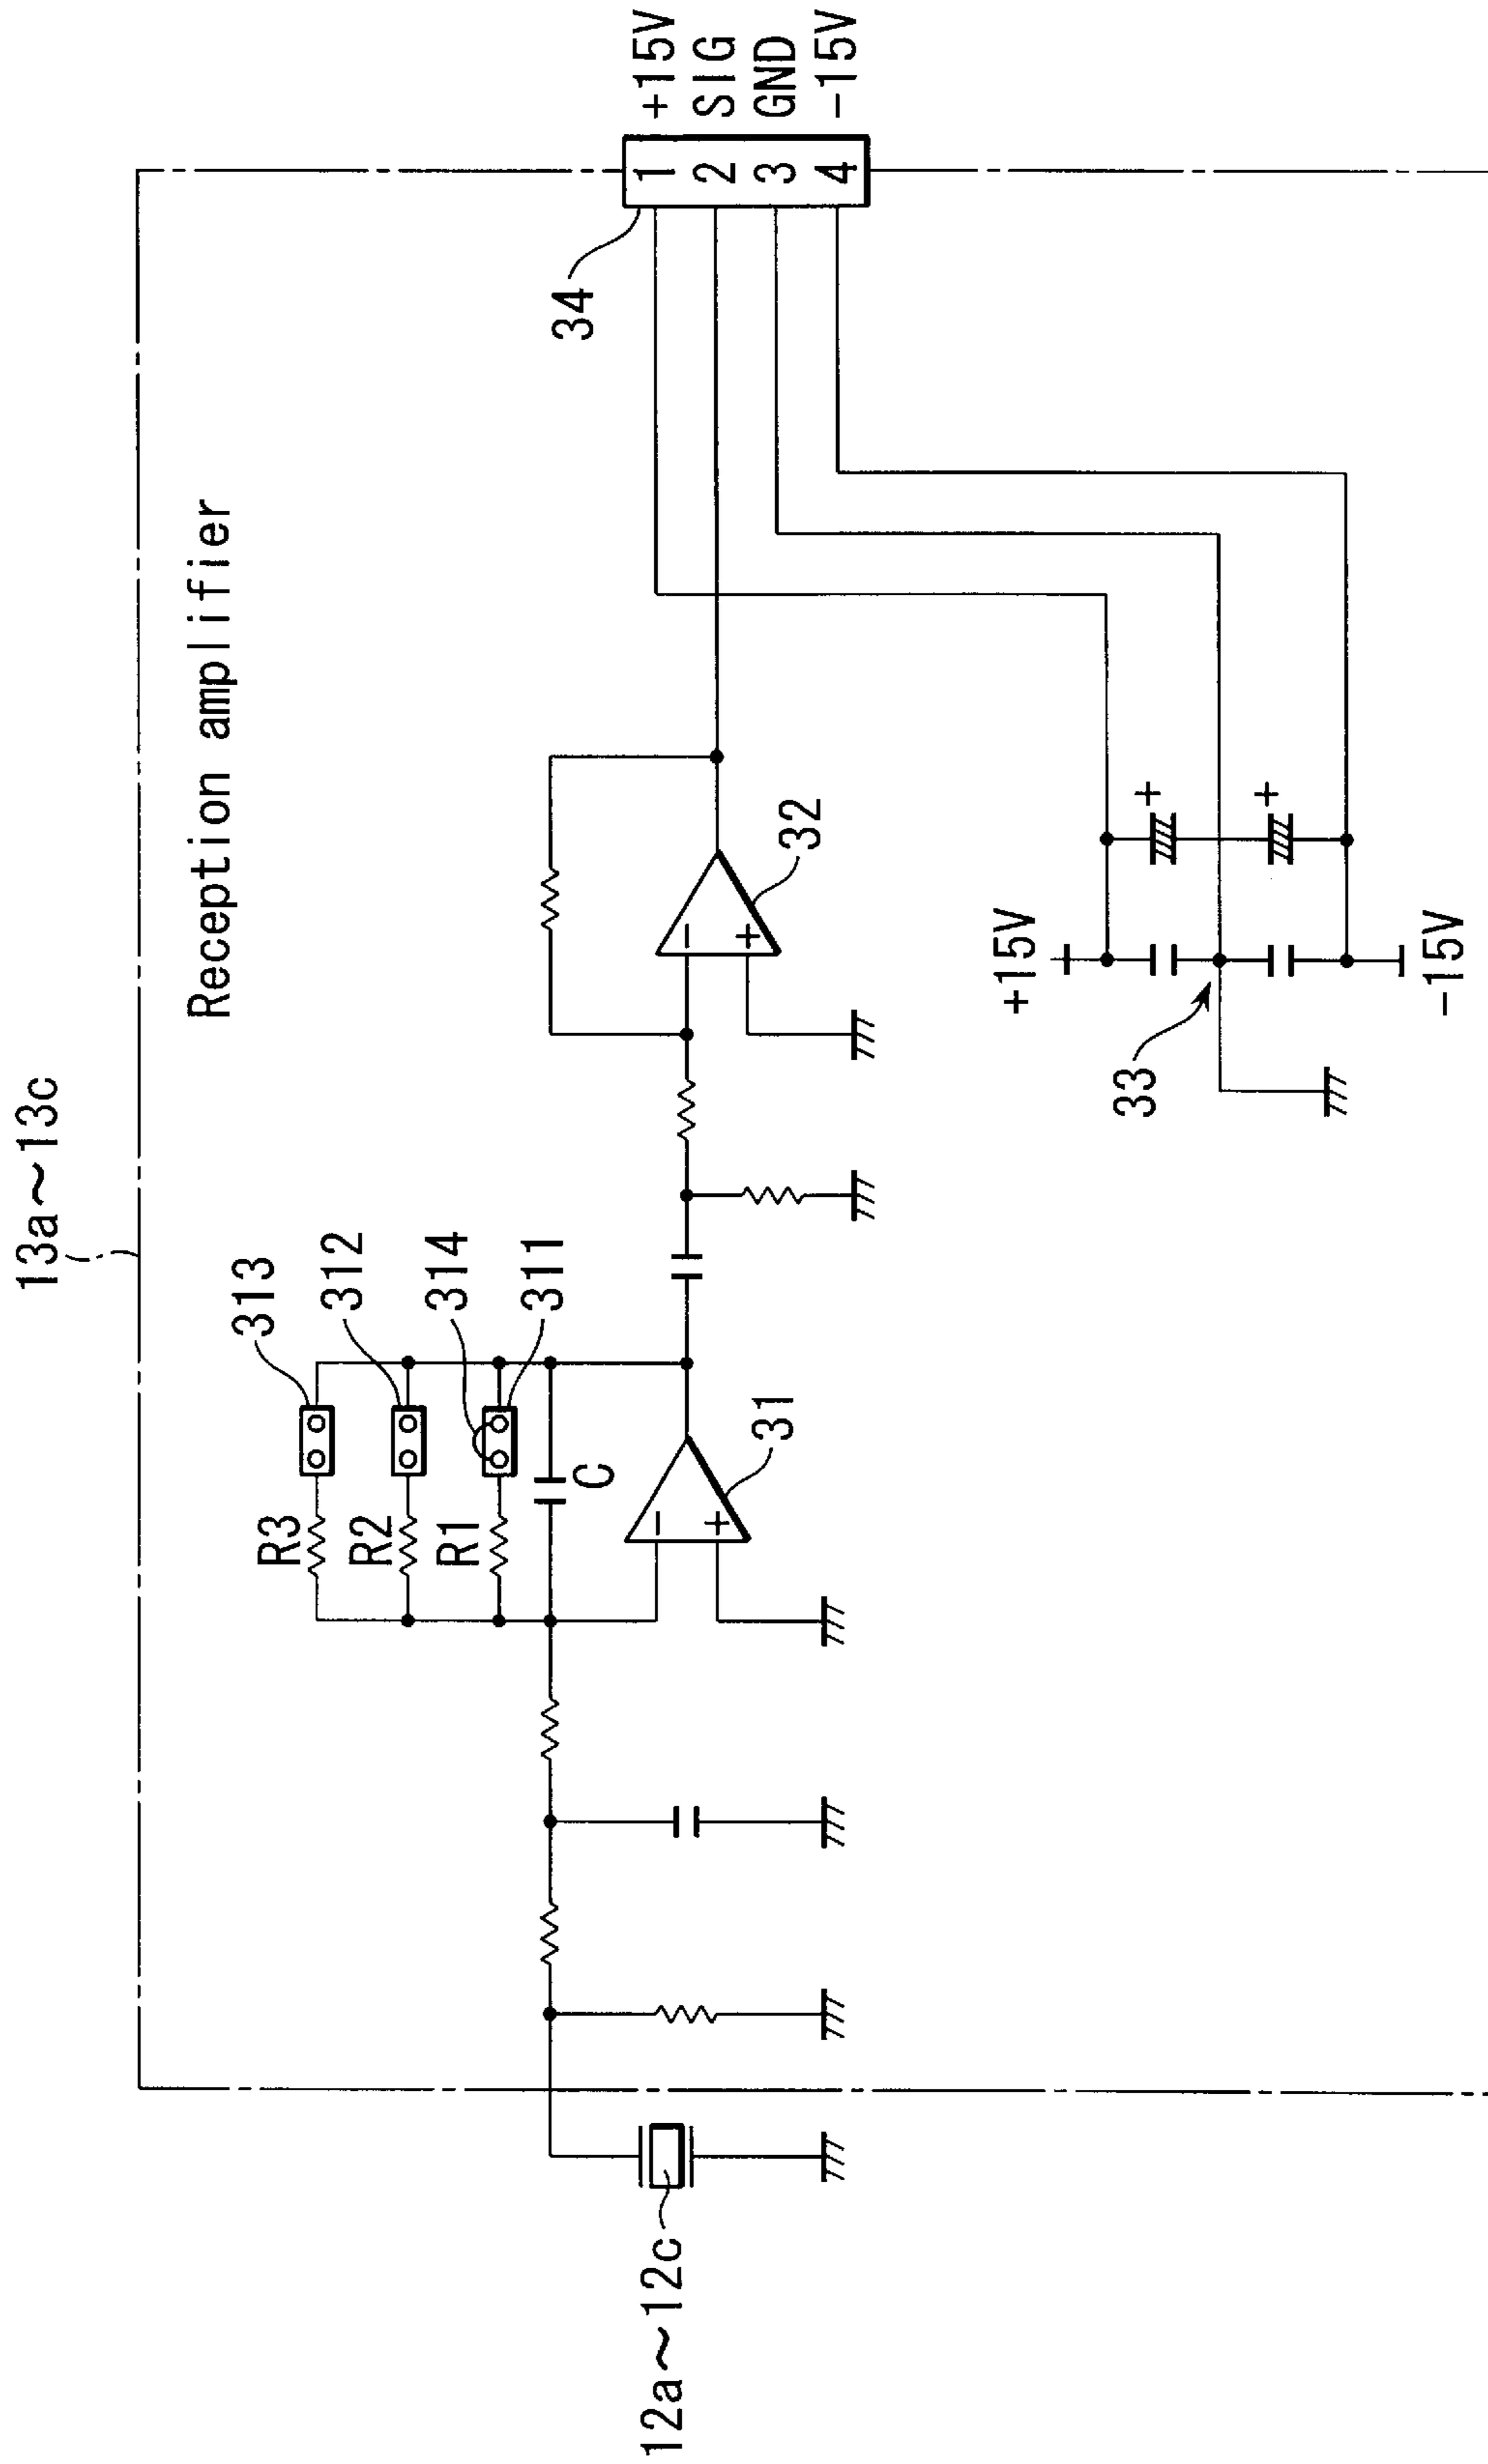 13a～13c
Reception amplifier
313
312
314
311
R3
R2
R1
C
31
32
34
1
2
3
4
+15V
SIG
GND
-15V
12a～12c
33
+15V
-15V
+
+
-
+
-
+